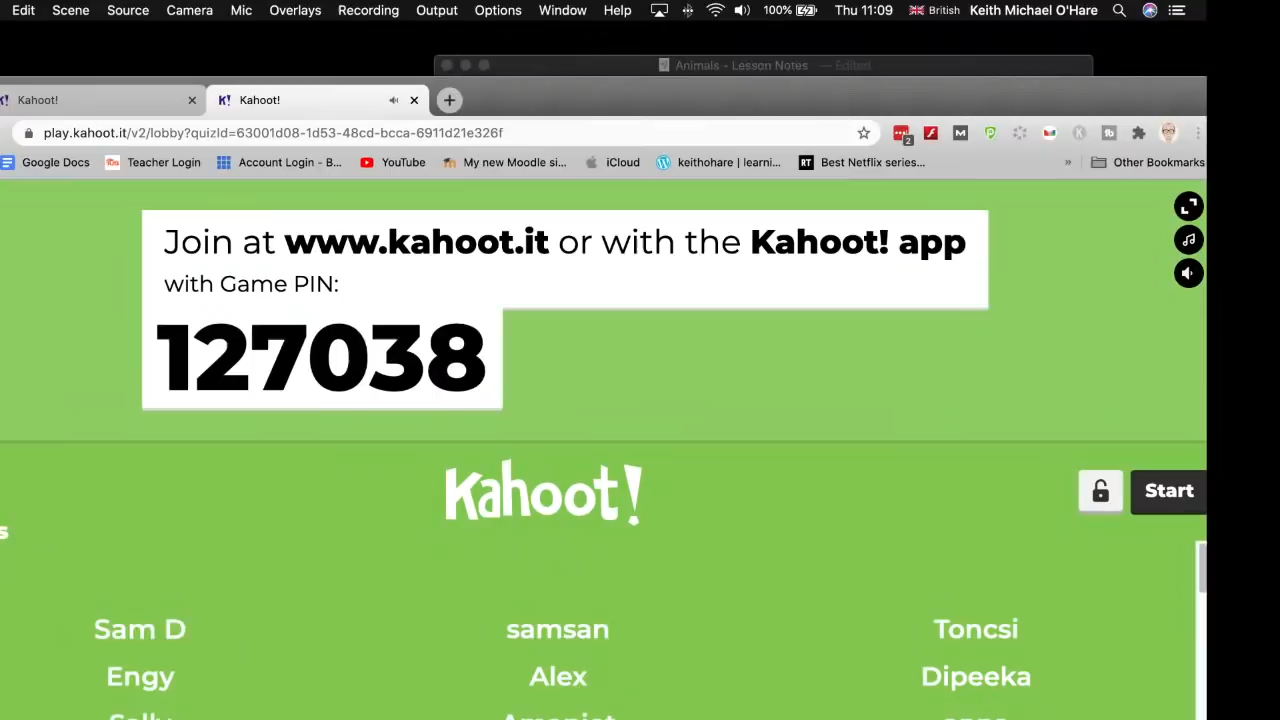 Edit Scene Source Camera Mic Overlays Recording Output Options Window Help 100% Thu 11:09 British Keith Michael O'Hare
Animals - Lesson Notes — Edited
Kahoot! Kahoot!
play.kahoot.it/v2/lobby?quizId=63001d08-1d53-48cd-bcca-6911d21e326f
Google Docs Teacher Login Account Login - B... YouTube My new Moodle si... iCloud keithohare | learni... RT Best Netflix series... » Other Bookmarks
Join at www.kahoot.it or with the Kahoot! app
with Game PIN:
127038
Kahoot!
Start
Sam D samsan Toncsi
Engy Alex Dipeeka